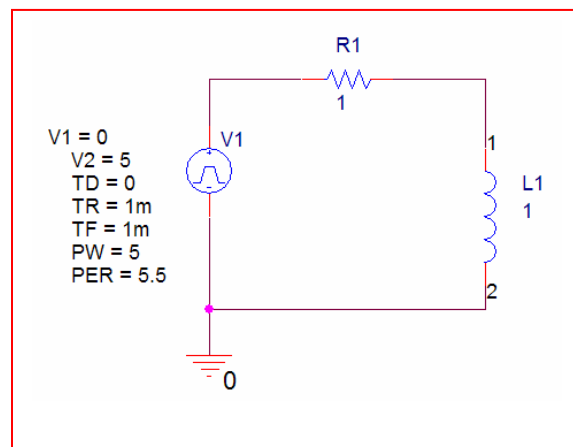 R1
1
V1 = 0
V2 = 5
TD = 0
TR = 1m
TF = 1m
PW = 5
PER = 5.5
V1
1
L1
1
2
0